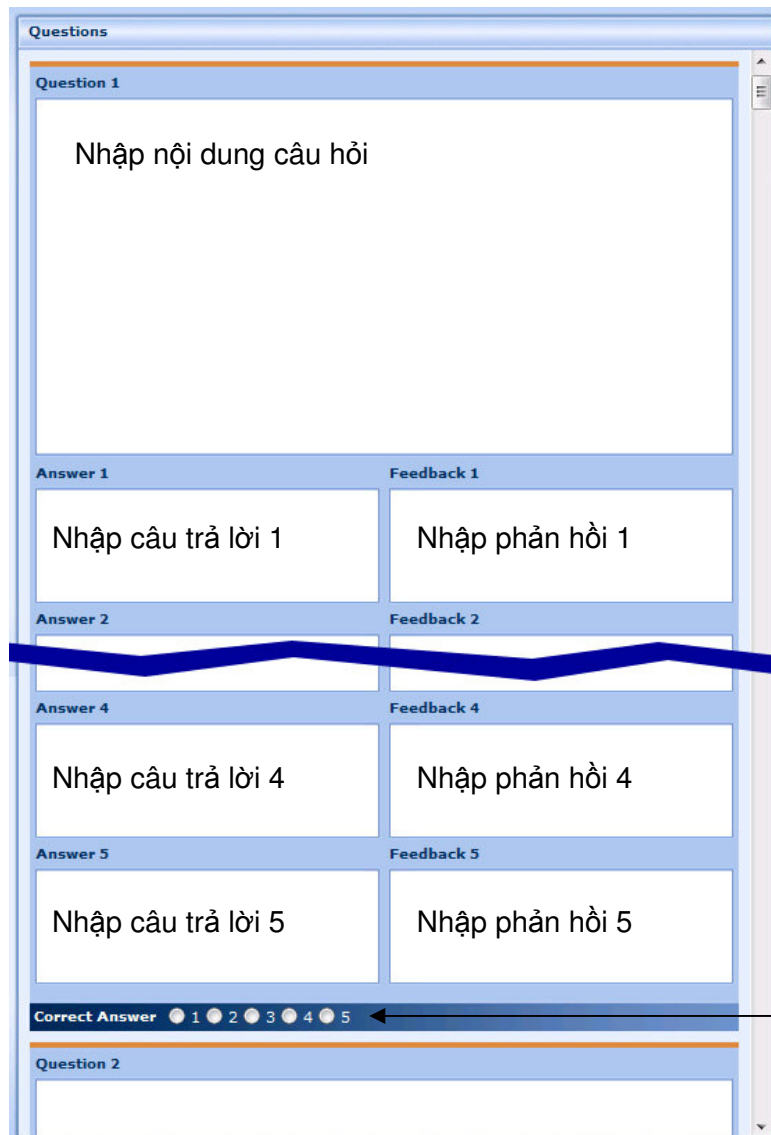 Questions
Question 1
Nhập nội dung câu hỏi
Answer 1 Feedback 1
Nhập câu trả lời 1 Nhập phản hồi 1
Answer 2 Feedback 2
Answer 4 Feedback 4
Nhập câu trả lời 4 Nhập phản hồi 4
Answer 5 Feedback 5
Nhập câu trả lời 5 Nhập phản hồi 5
Correct Answer 1 2 3 4 5
Question 2